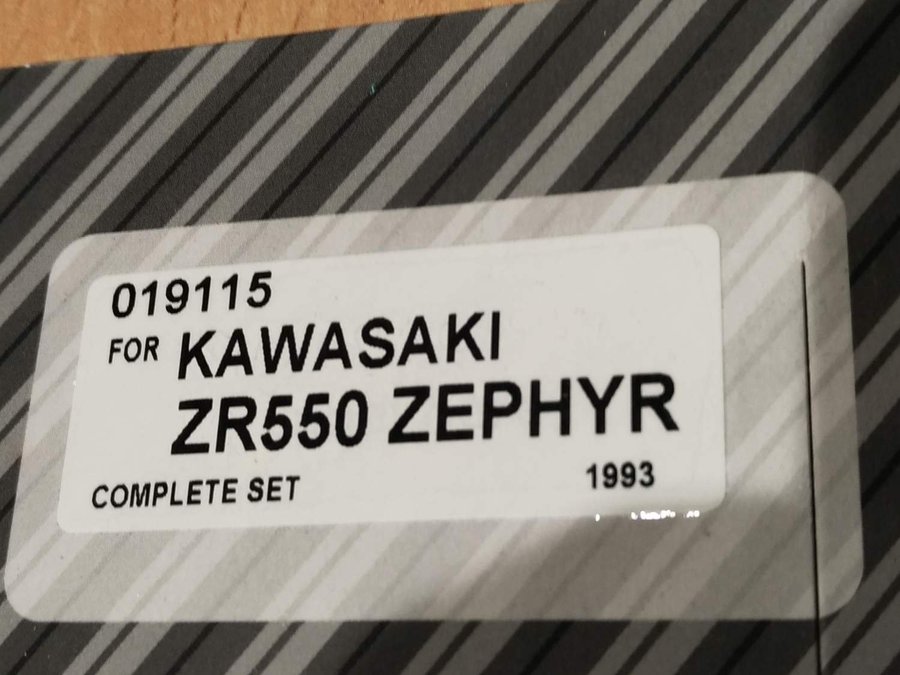 019115
FOR KAWASAKI
ZR550 ZEPHYR
COMPLETE SET 1993